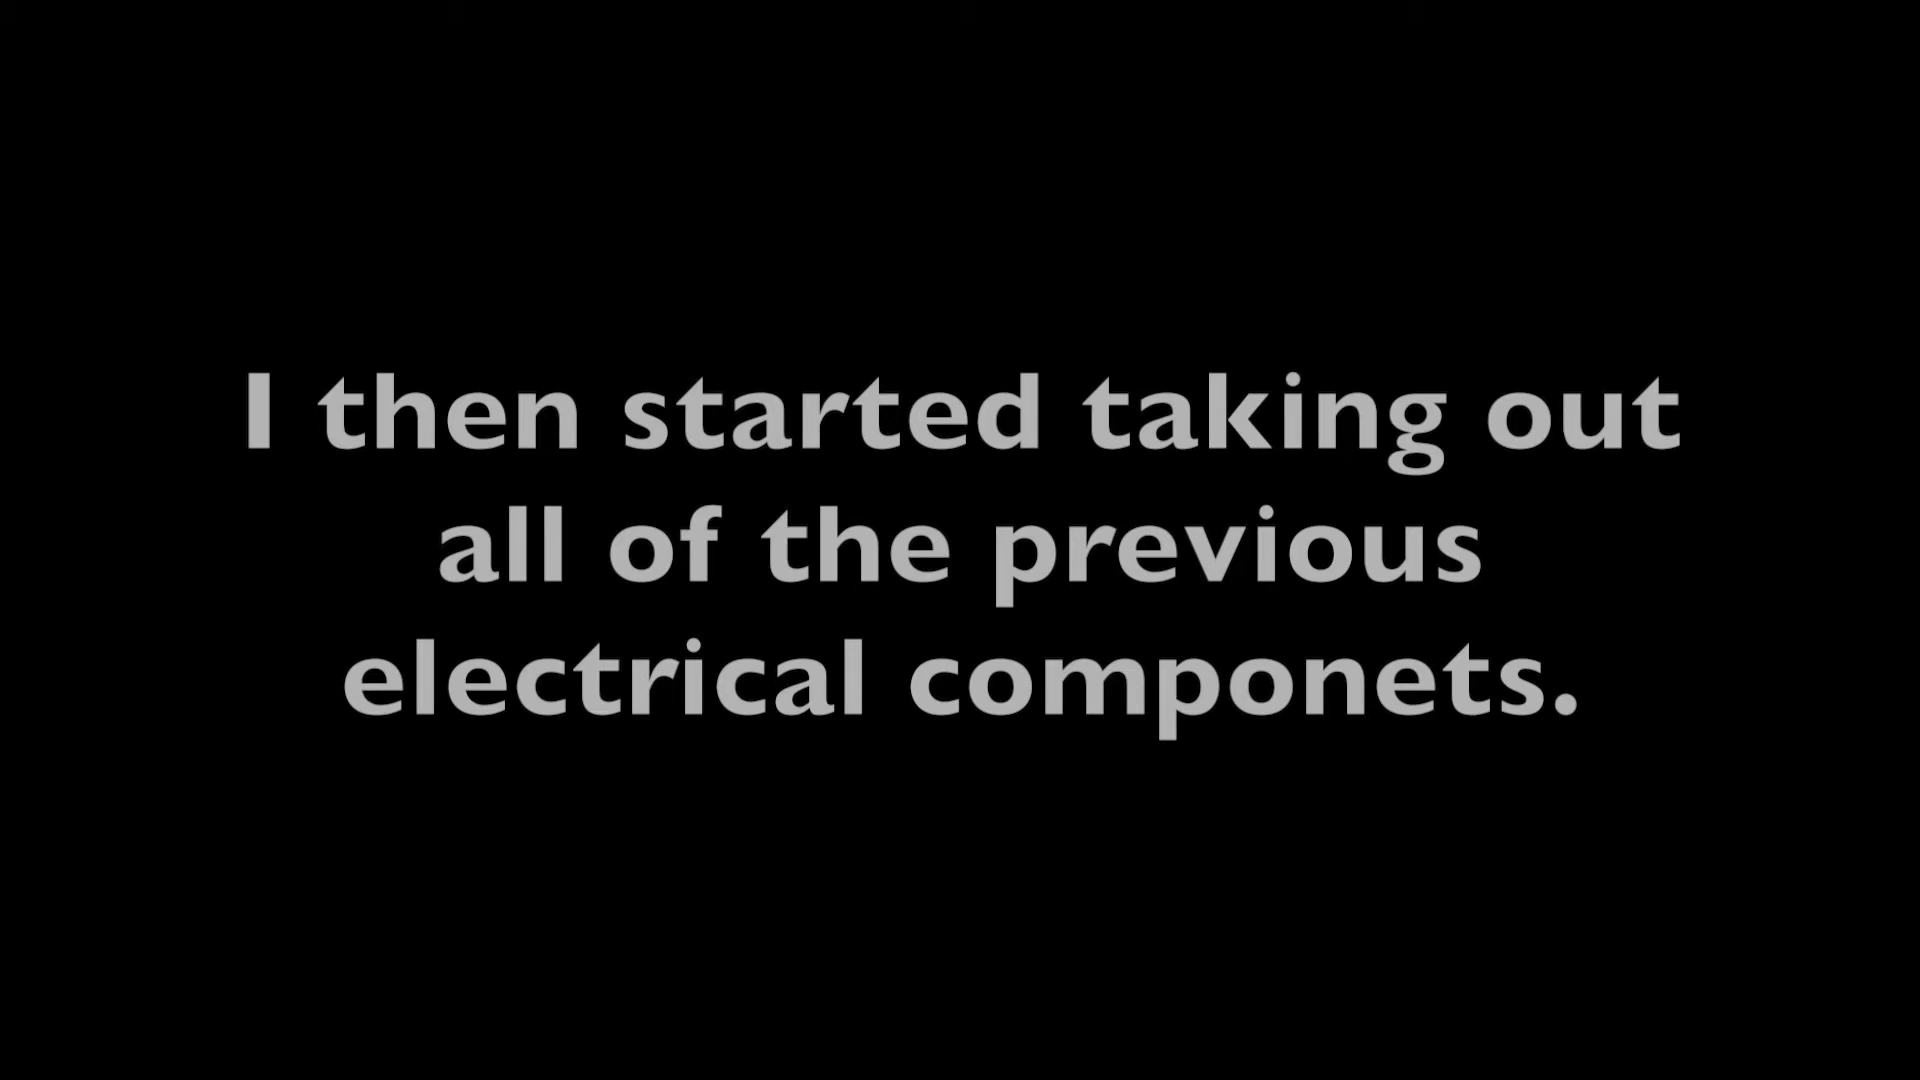 I then started taking out
all of the previous
electrical componets.